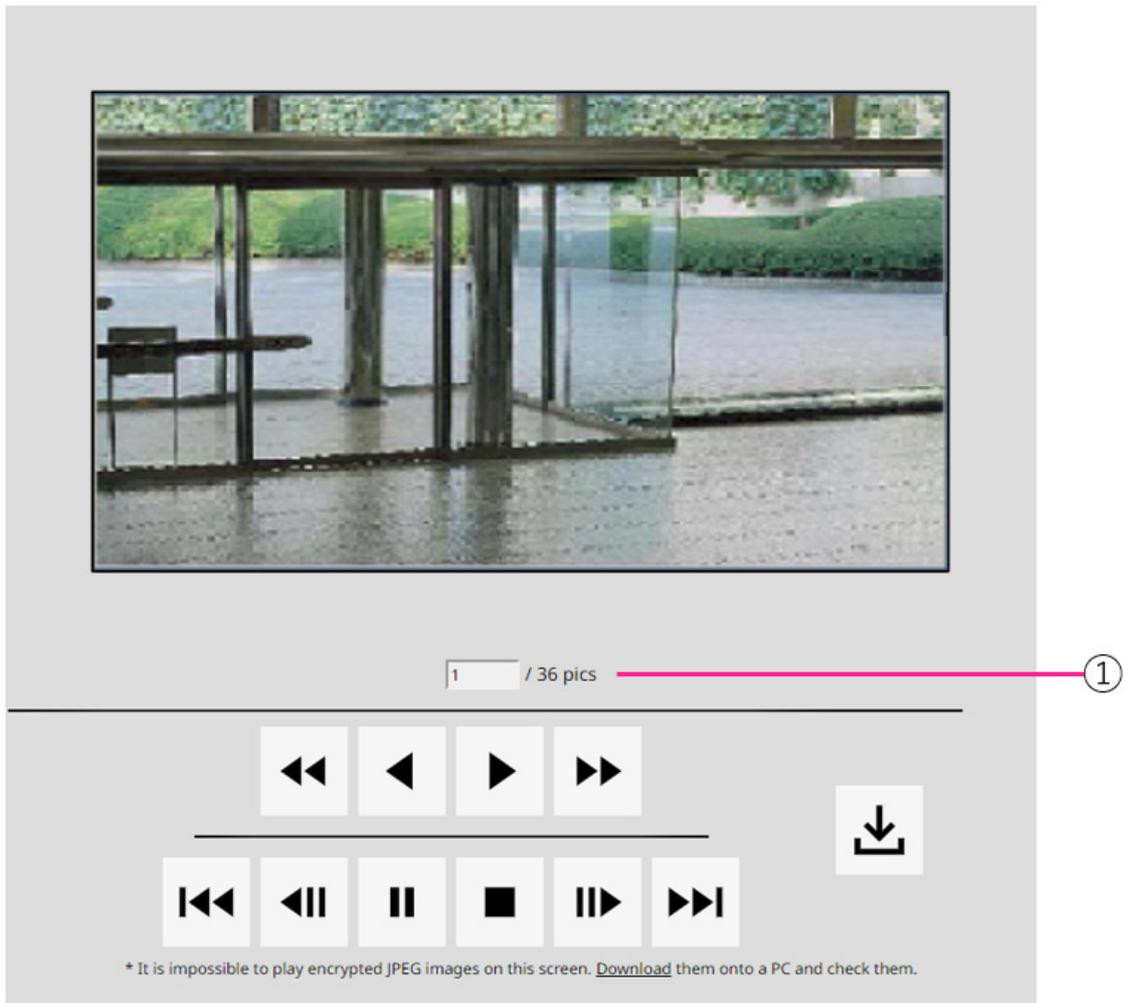 1 / 36 pics
①
* It is impossible to play encrypted JPEG images on this screen. Download them onto a PC and check them.